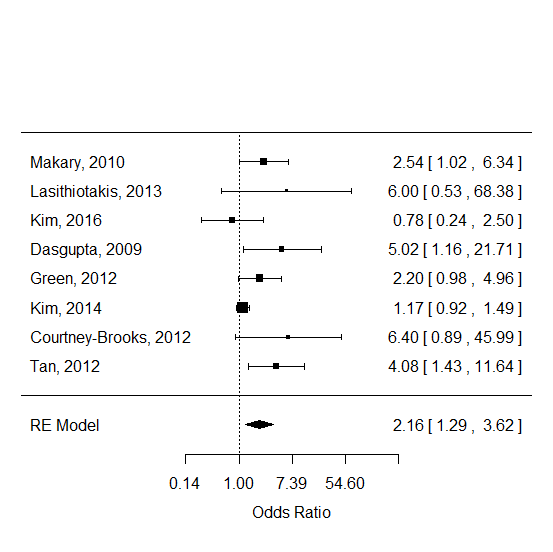 Makary, 2010 2.54 [ 1.02 , 6.34 ]
Lasithiotakis, 2013 6.00 [ 0.53 , 68.38 ]
Kim, 2016 0.78 [ 0.24 , 2.50 ]
Dasgupta, 2009 5.02 [ 1.16 , 21.71 ]
Green, 2012 2.20 [ 0.98 , 4.96 ]
Kim, 2014 1.17 [ 0.92 , 1.49 ]
Courtney-Brooks, 2012 6.40 [ 0.89 , 45.99 ]
Tan, 2012 4.08 [ 1.43 , 11.64 ]
RE Model 2.16 [ 1.29 , 3.62 ]
0.14 1.00 7.39 54.60
Odds Ratio